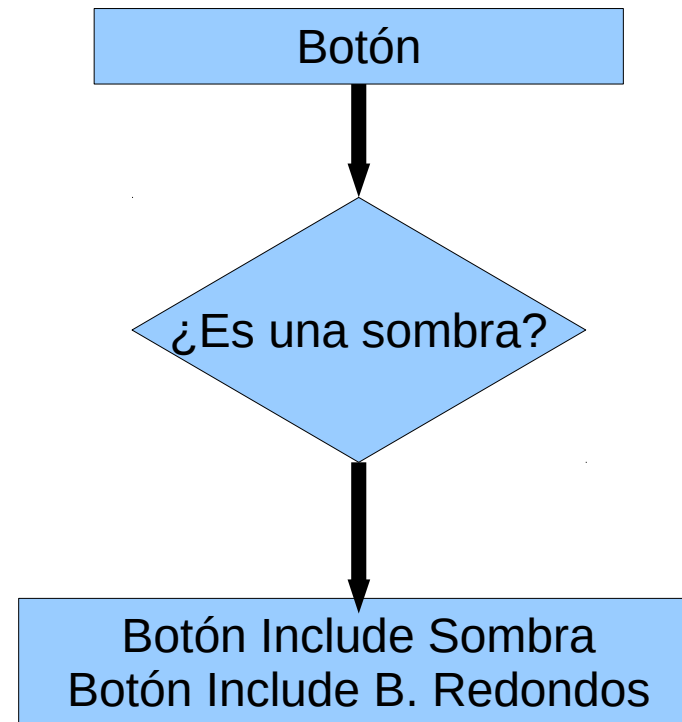 Botón
¿Es una sombra?
Botón Include Sombra
Botón Include B. Redondos